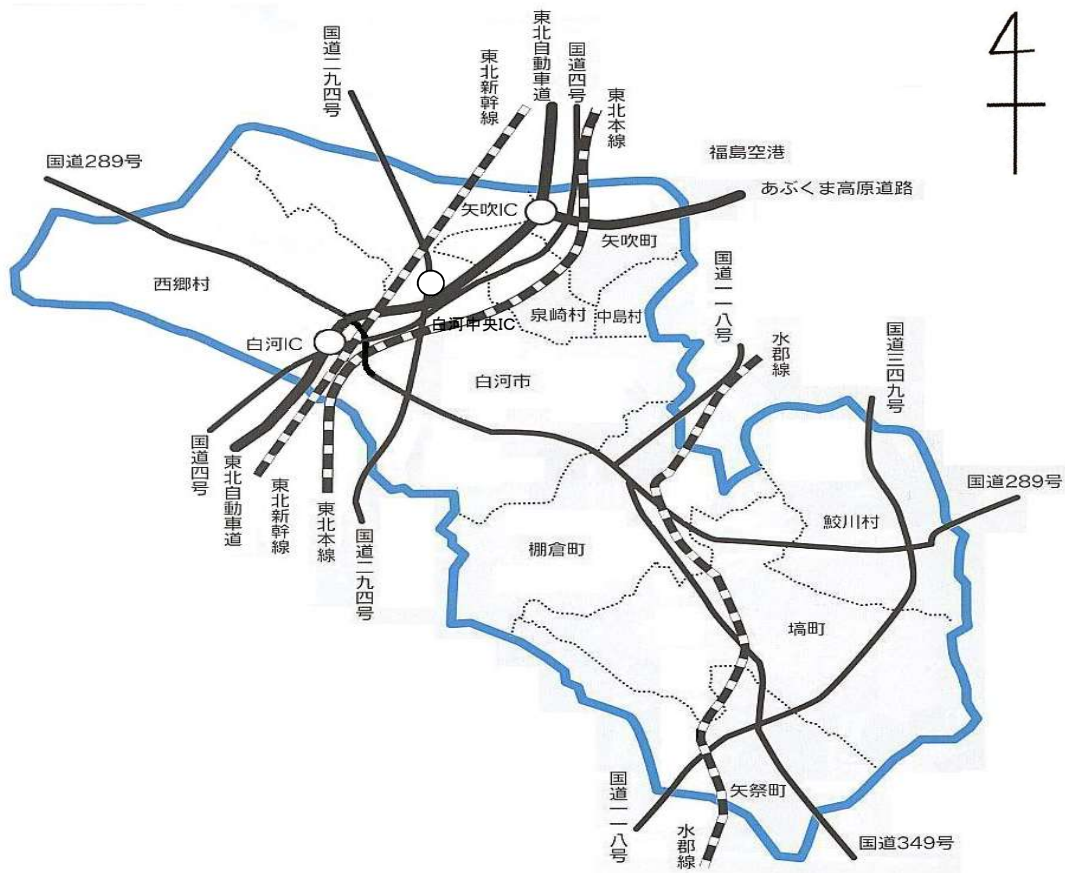 国道二九四号
東北新幹線
東北自動車道
国道四号
東北本線
国道289号
福島空港
あぶくま高原道路
矢吹IC
矢吹町
西郷村
国道一一八号
泉崎村
中島村
白河中央IC
白河IC
水郡線
国道三四九号
白河市
国道四号
東北自動車道
東北新幹線
東北本線
国道二九四号
国道289号
鮫川村
棚倉町
塙町
国道一一八号
矢祭町
水郡線
国道349号